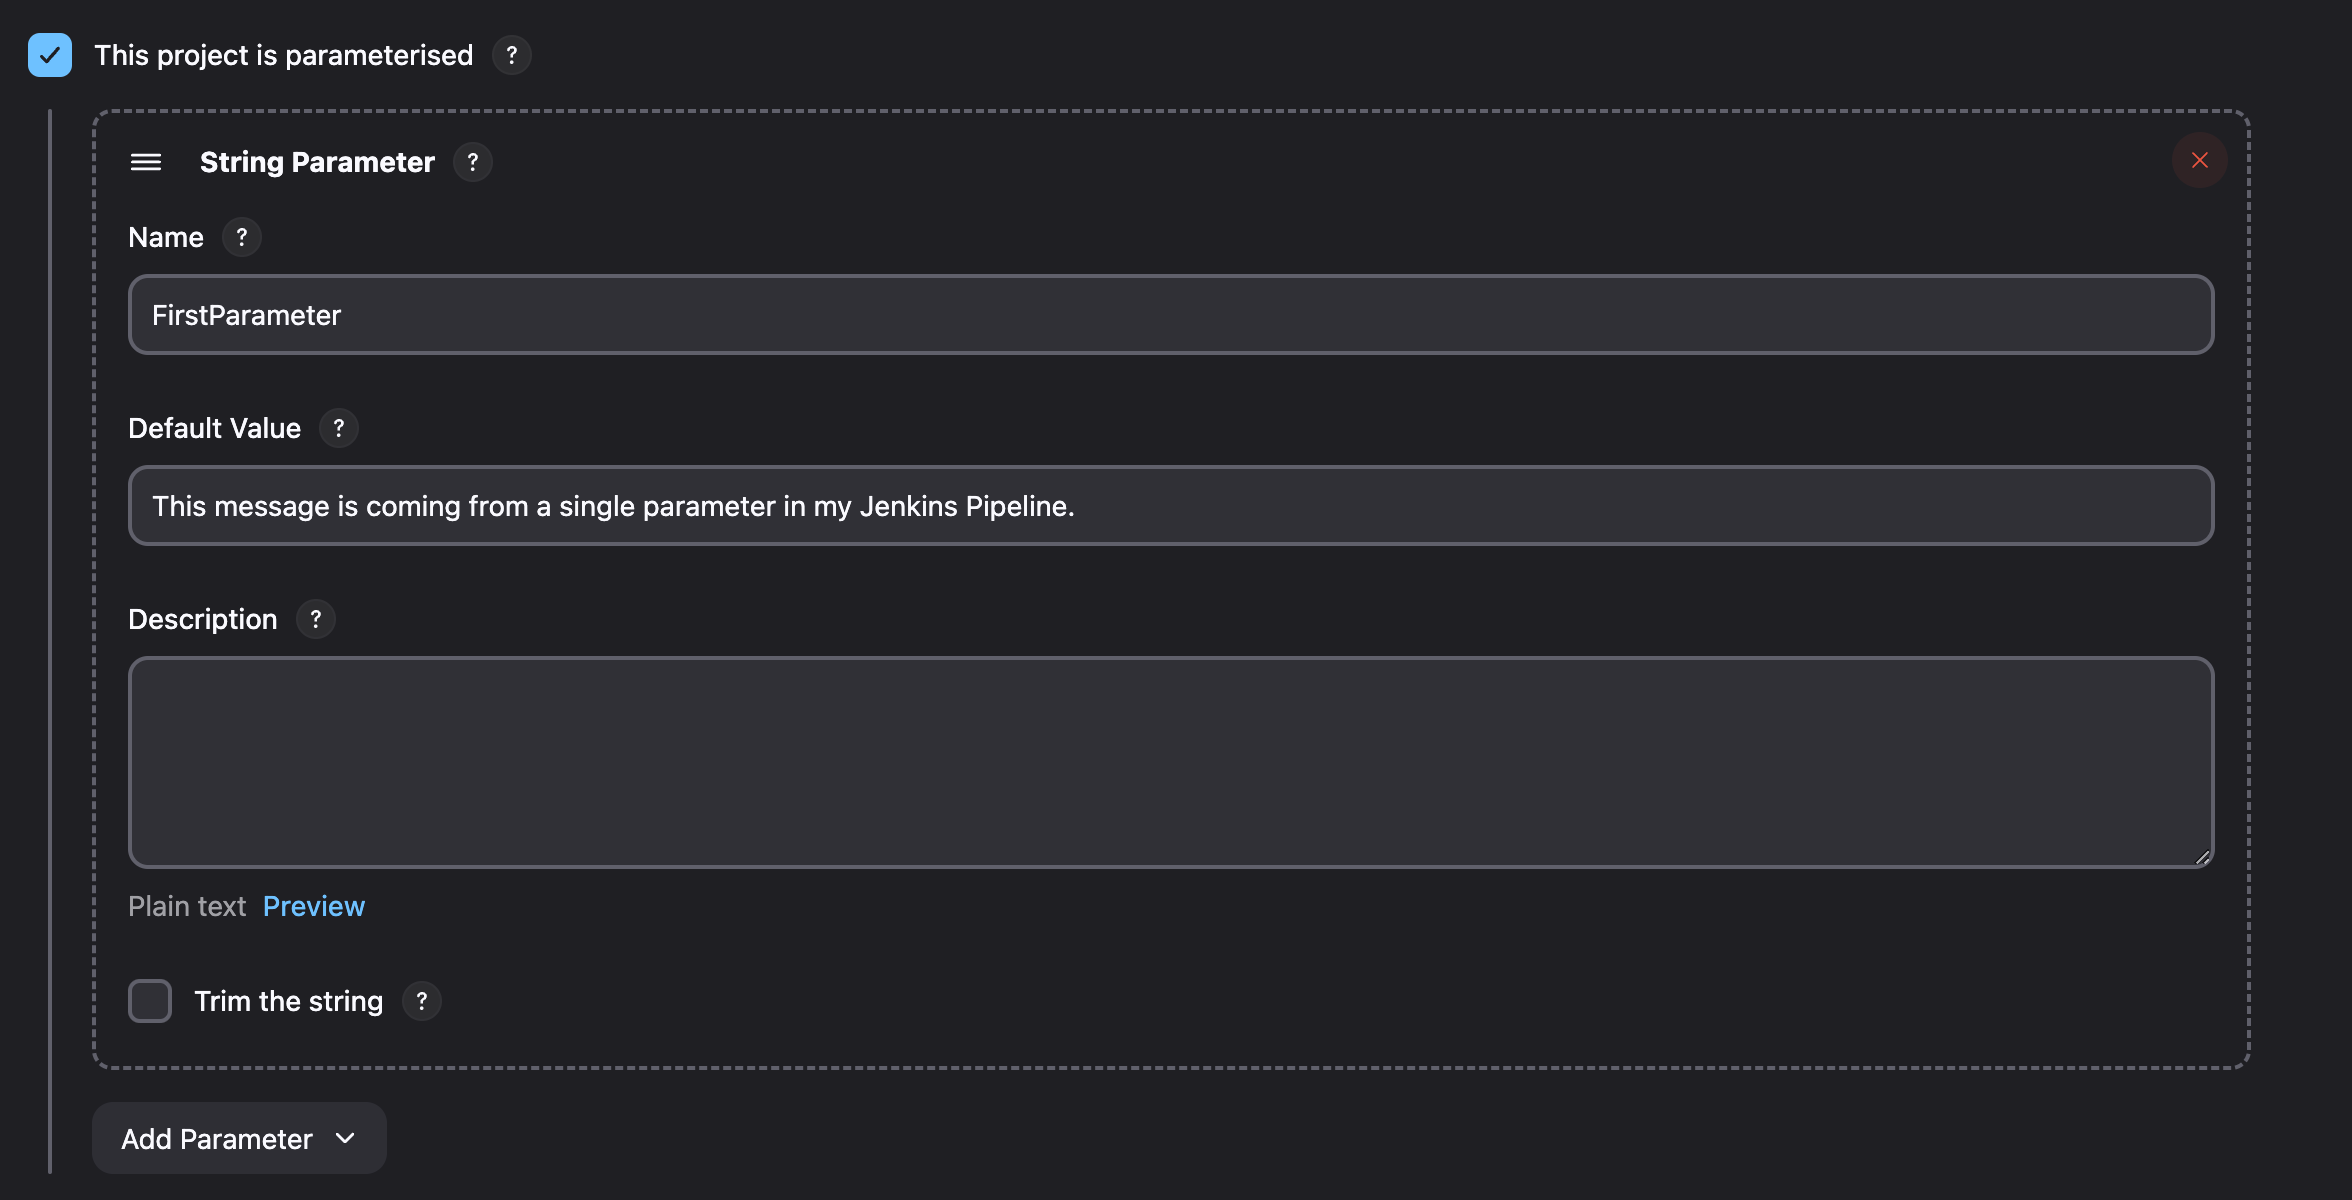 This project is parameterised ?
String Parameter ?
Name ?
FirstParameter
Default Value ?
This message is coming from a single parameter in my Jenkins Pipeline.
Description ?
Plain text Preview
Trim the string ?
Add Parameter